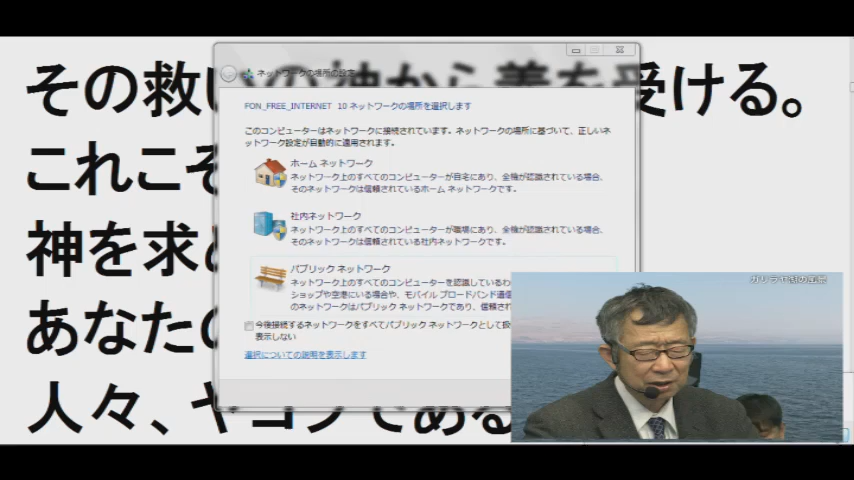 その救いの神から義を受ける。
これこそ
神を求め
あなたの
人々、ヤコブである
ネットワークの場所の設定
FON_FREE_INTERNET 10 ネットワークの場所を選択します
このコンピューターはネットワークに接続されています。ネットワークの場所に基づいて、正しいネ
ットワーク設定が自動的に適用されます。
ホーム ネットワーク
ネットワーク上のすべてのコンピューターが自宅にあり、全機が認識されている場合、
そのネットワークは信頼されているホーム ネットワークです。
社内ネットワーク
ネットワーク上のすべてのコンピューターが職場にあり、全機が認識されている場合、
そのネットワークは信頼されている社内ネットワークです。
パブリック ネットワーク
ネットワーク上のすべてのコンピューターを認識しているわ
ショップや空港にいる場合や、モバイル ブロードバンド通信
のネットワークはパブリック ネットワークであり、信頼され
今後接続するネットワークをすべてパブリック ネットワークとして扱
表示しない
選択についての説明を表示します
ガリラヤ湖の風景